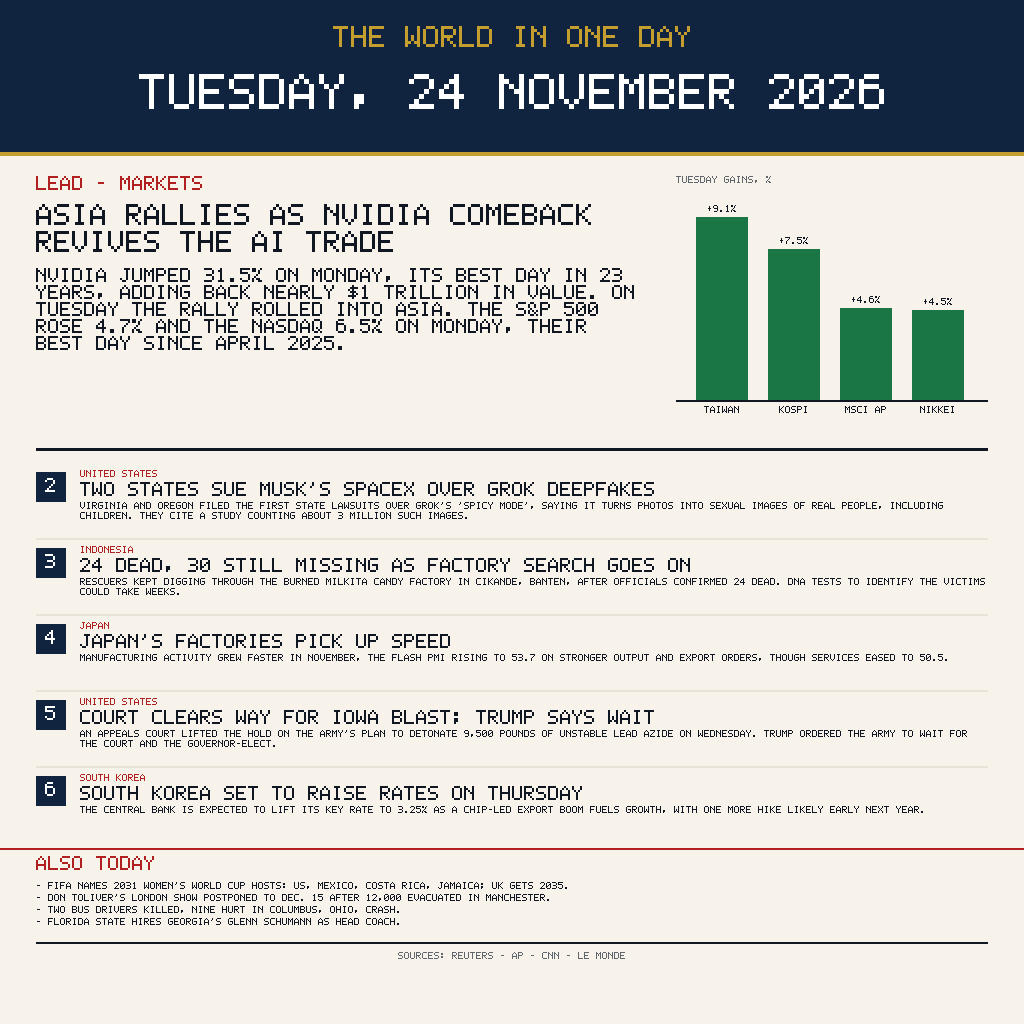 THE WORLD IN ONE DAY
TUESDAY, 24 NOVEMBER 2026
LEAD - MARKETS
ASIA RALLIES AS NVIDIA COMEBACK
REVIVES THE AI TRADE
NVIDIA JUMPED 31.5% ON MONDAY, ITS BEST DAY IN 23
YEARS, ADDING BACK NEARLY $1 TRILLION IN VALUE. ON
TUESDAY THE RALLY ROLLED INTO ASIA. THE S&P 500
ROSE 4.7% AND THE NASDAQ 6.5% ON MONDAY, THEIR
BEST DAY SINCE APRIL 2025.
TUESDAY GAINS, %
+9.1%
+7.5%
+4.6%
+4.5%
TAIWAN
KOSPI
MSCI AP
NIKKEI
2
UNITED STATES
TWO STATES SUE MUSK'S SPACEX OVER GROK DEEPFAKES
VIRGINIA AND OREGON FILED THE FIRST STATE LAWSUITS OVER GROK'S 'SPICY MODE', SAYING IT TURNS PHOTOS INTO SEXUAL IMAGES OF REAL PEOPLE, INCLUDING
CHILDREN. THEY CITE A STUDY COUNTING ABOUT 3 MILLION SUCH IMAGES.
3
INDONESIA
24 DEAD, 30 STILL MISSING AS FACTORY SEARCH GOES ON
RESCUERS KEPT DIGGING THROUGH THE BURNED MILKITA CANDY FACTORY IN CIKANDE, BANTEN, AFTER OFFICIALS CONFIRMED 24 DEAD. DNA TESTS TO IDENTIFY THE VICTIMS
COULD TAKE WEEKS.
4
JAPAN
JAPAN'S FACTORIES PICK UP SPEED
MANUFACTURING ACTIVITY GREW FASTER IN NOVEMBER, THE FLASH PMI RISING TO 53.7 ON STRONGER OUTPUT AND EXPORT ORDERS, THOUGH SERVICES EASED TO 50.5.
5
UNITED STATES
COURT CLEARS WAY FOR IOWA BLAST; TRUMP SAYS WAIT
AN APPEALS COURT LIFTED THE HOLD ON THE ARMY'S PLAN TO DETONATE 9,500 POUNDS OF UNSTABLE LEAD AZIDE ON WEDNESDAY. TRUMP ORDERED THE ARMY TO WAIT FOR
THE COURT AND THE GOVERNOR-ELECT.
6
SOUTH KOREA
SOUTH KOREA SET TO RAISE RATES ON THURSDAY
THE CENTRAL BANK IS EXPECTED TO LIFT ITS KEY RATE TO 3.25% AS A CHIP-LED EXPORT BOOM FUELS GROWTH, WITH ONE MORE HIKE LIKELY EARLY NEXT YEAR.
ALSO TODAY
- FIFA NAMES 2031 WOMEN'S WORLD CUP HOSTS: US, MEXICO, COSTA RICA, JAMAICA; UK GETS 2035.
- DON TOLIVER'S LONDON SHOW POSTPONED TO DEC. 15 AFTER 12,000 EVACUATED IN MANCHESTER.
- TWO BUS DRIVERS KILLED, NINE HURT IN COLUMBUS, OHIO, CRASH.
- FLORIDA STATE HIRES GEORGIA'S GLENN SCHUMANN AS HEAD COACH.
SOURCES: REUTERS - AP - CNN - LE MONDE